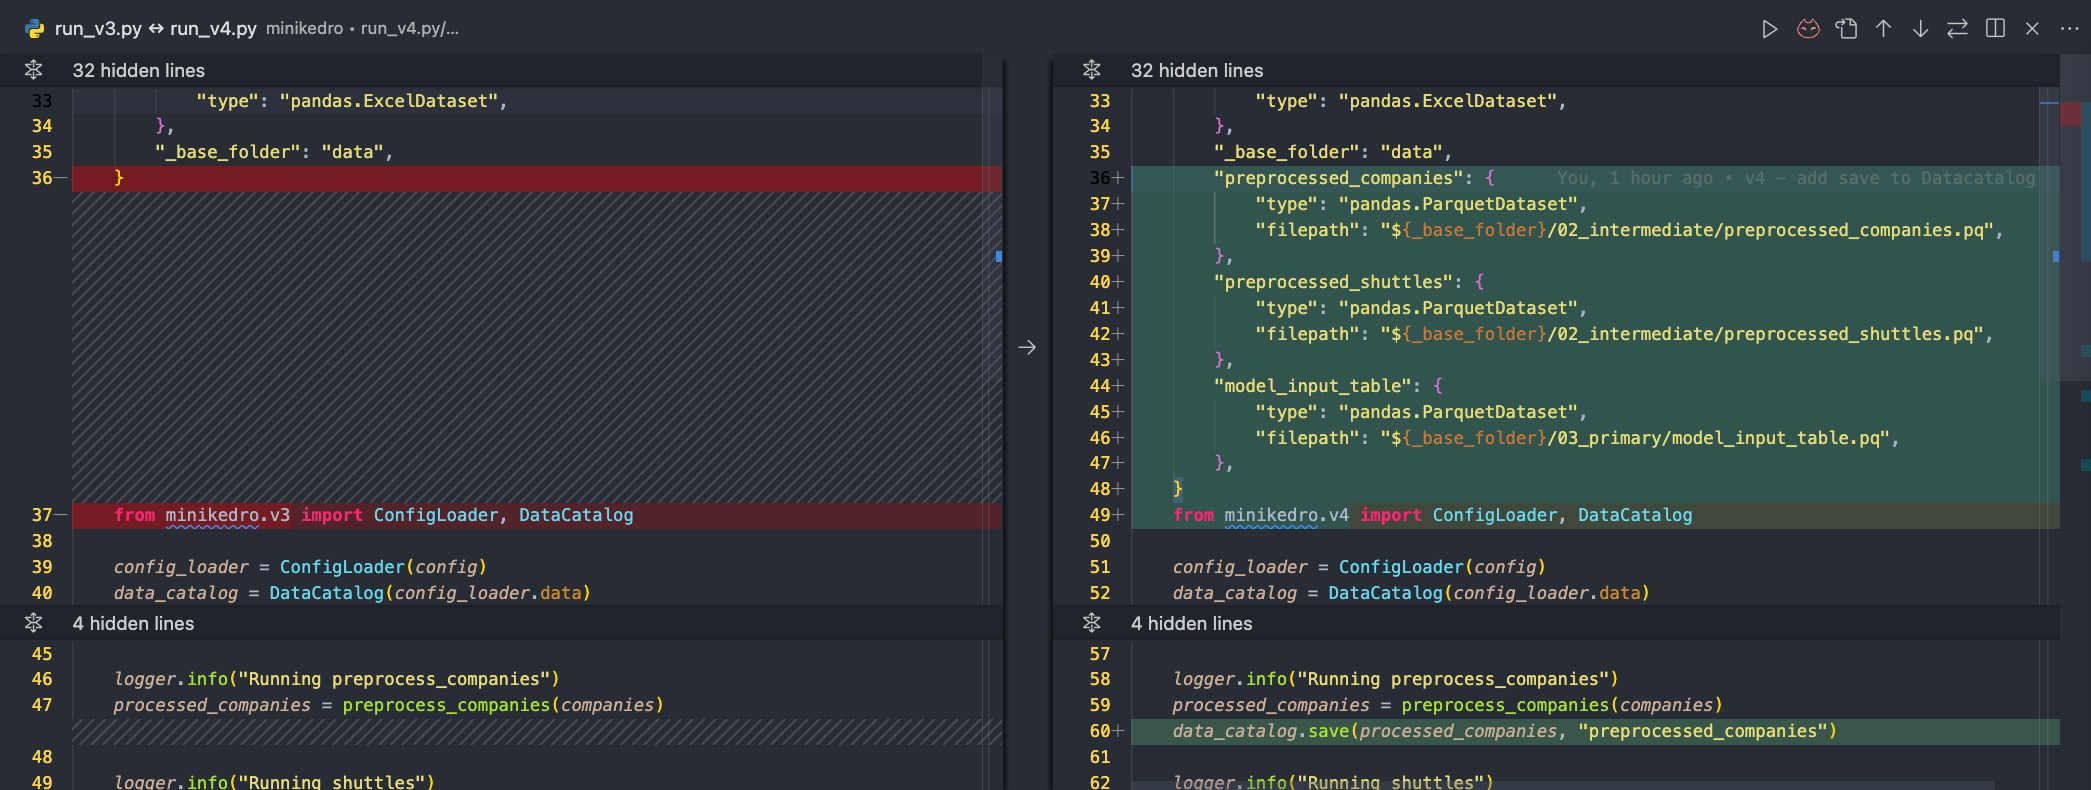 run_v3.py ↔ run_v4.py minikedro • run_v4.py/...
32 hidden lines
33 "type": "pandas.ExcelDataset",
34 },
35 "_base_folder": "data",
36— }
37— from minikedro.v3 import ConfigLoader, DataCatalog
38
39 config_loader = ConfigLoader(config)
40 data_catalog = DataCatalog(config_loader.data)
4 hidden lines
45
46 logger.info("Running preprocess_companies")
47 processed_companies = preprocess_companies(companies)
48
49 logger.info("Running shuttles")
32 hidden lines
33 "type": "pandas.ExcelDataset",
34 },
35 "_base_folder": "data",
36+ "preprocessed_companies": { You, 1 hour ago • v4 — add save to Datacatalog
37+ "type": "pandas.ParquetDataset",
38+ "filepath": "${_base_folder}/02_intermediate/preprocessed_companies.pq",
39+ },
40+ "preprocessed_shuttles": {
41+ "type": "pandas.ParquetDataset",
42+ "filepath": "${_base_folder}/02_intermediate/preprocessed_shuttles.pq",
43+ },
44+ "model_input_table": {
45+ "type": "pandas.ParquetDataset",
46+ "filepath": "${_base_folder}/03_primary/model_input_table.pq",
47+ },
48+ }
49+ from minikedro.v4 import ConfigLoader, DataCatalog
50
51 config_loader = ConfigLoader(config)
52 data_catalog = DataCatalog(config_loader.data)
4 hidden lines
57
58 logger.info("Running preprocess_companies")
59 processed_companies = preprocess_companies(companies)
60+ data_catalog.save(processed_companies, "preprocessed_companies")
61
62 logger.info("Running shuttles")